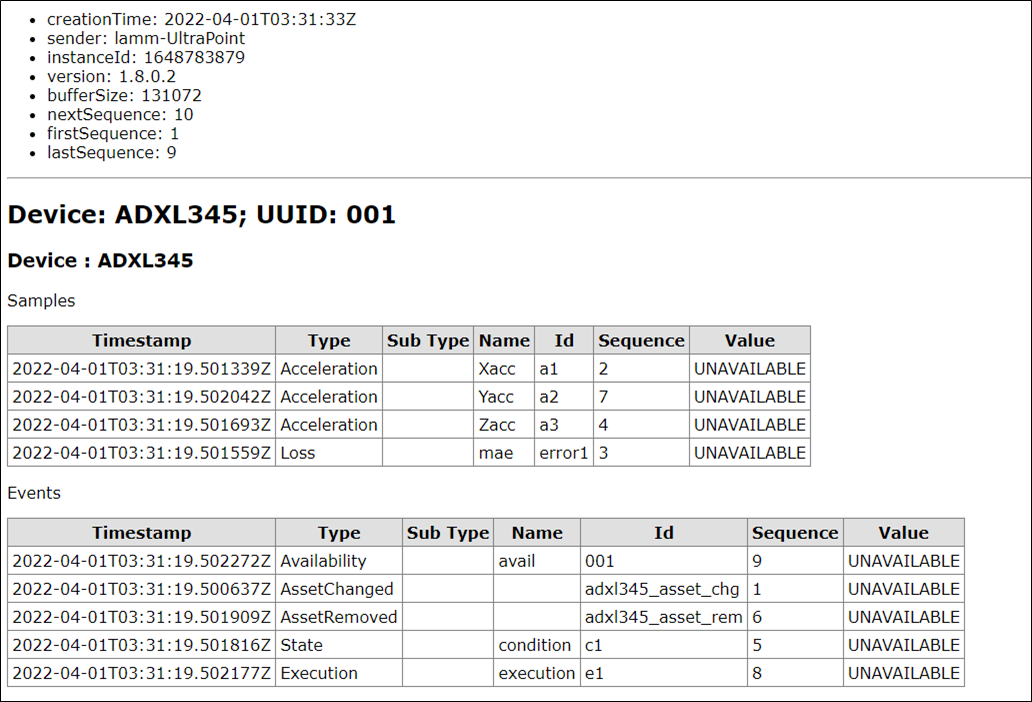 creationTime: 2022-04-01T03:31:33Z
sender: lamm-UltraPoint
instanceId: 1648783879
version: 1.8.0.2
bufferSize: 131072
nextSequence: 10
firstSequence: 1
lastSequence: 9
Device: ADXL345; UUID: 001
Device : ADXL345
Samples
Timestamp Type Sub Type Name Id Sequence Value
2022-04-01T03:31:19.501339Z Acceleration Xacc a1 2 UNAVAILABLE
2022-04-01T03:31:19.502042Z Acceleration Yacc a2 7 UNAVAILABLE
2022-04-01T03:31:19.501693Z Acceleration Zacc a3 4 UNAVAILABLE
2022-04-01T03:31:19.501559Z Loss mae error1 3 UNAVAILABLE
Events
Timestamp Type Sub Type Name Id Sequence Value
2022-04-01T03:31:19.502272Z Availability avail 001 9 UNAVAILABLE
2022-04-01T03:31:19.500637Z AssetChanged adxl345_asset_chg 1 UNAVAILABLE
2022-04-01T03:31:19.501909Z AssetRemoved adxl345_asset_rem 6 UNAVAILABLE
2022-04-01T03:31:19.501816Z State condition c1 5 UNAVAILABLE
2022-04-01T03:31:19.502177Z Execution execution e1 8 UNAVAILABLE